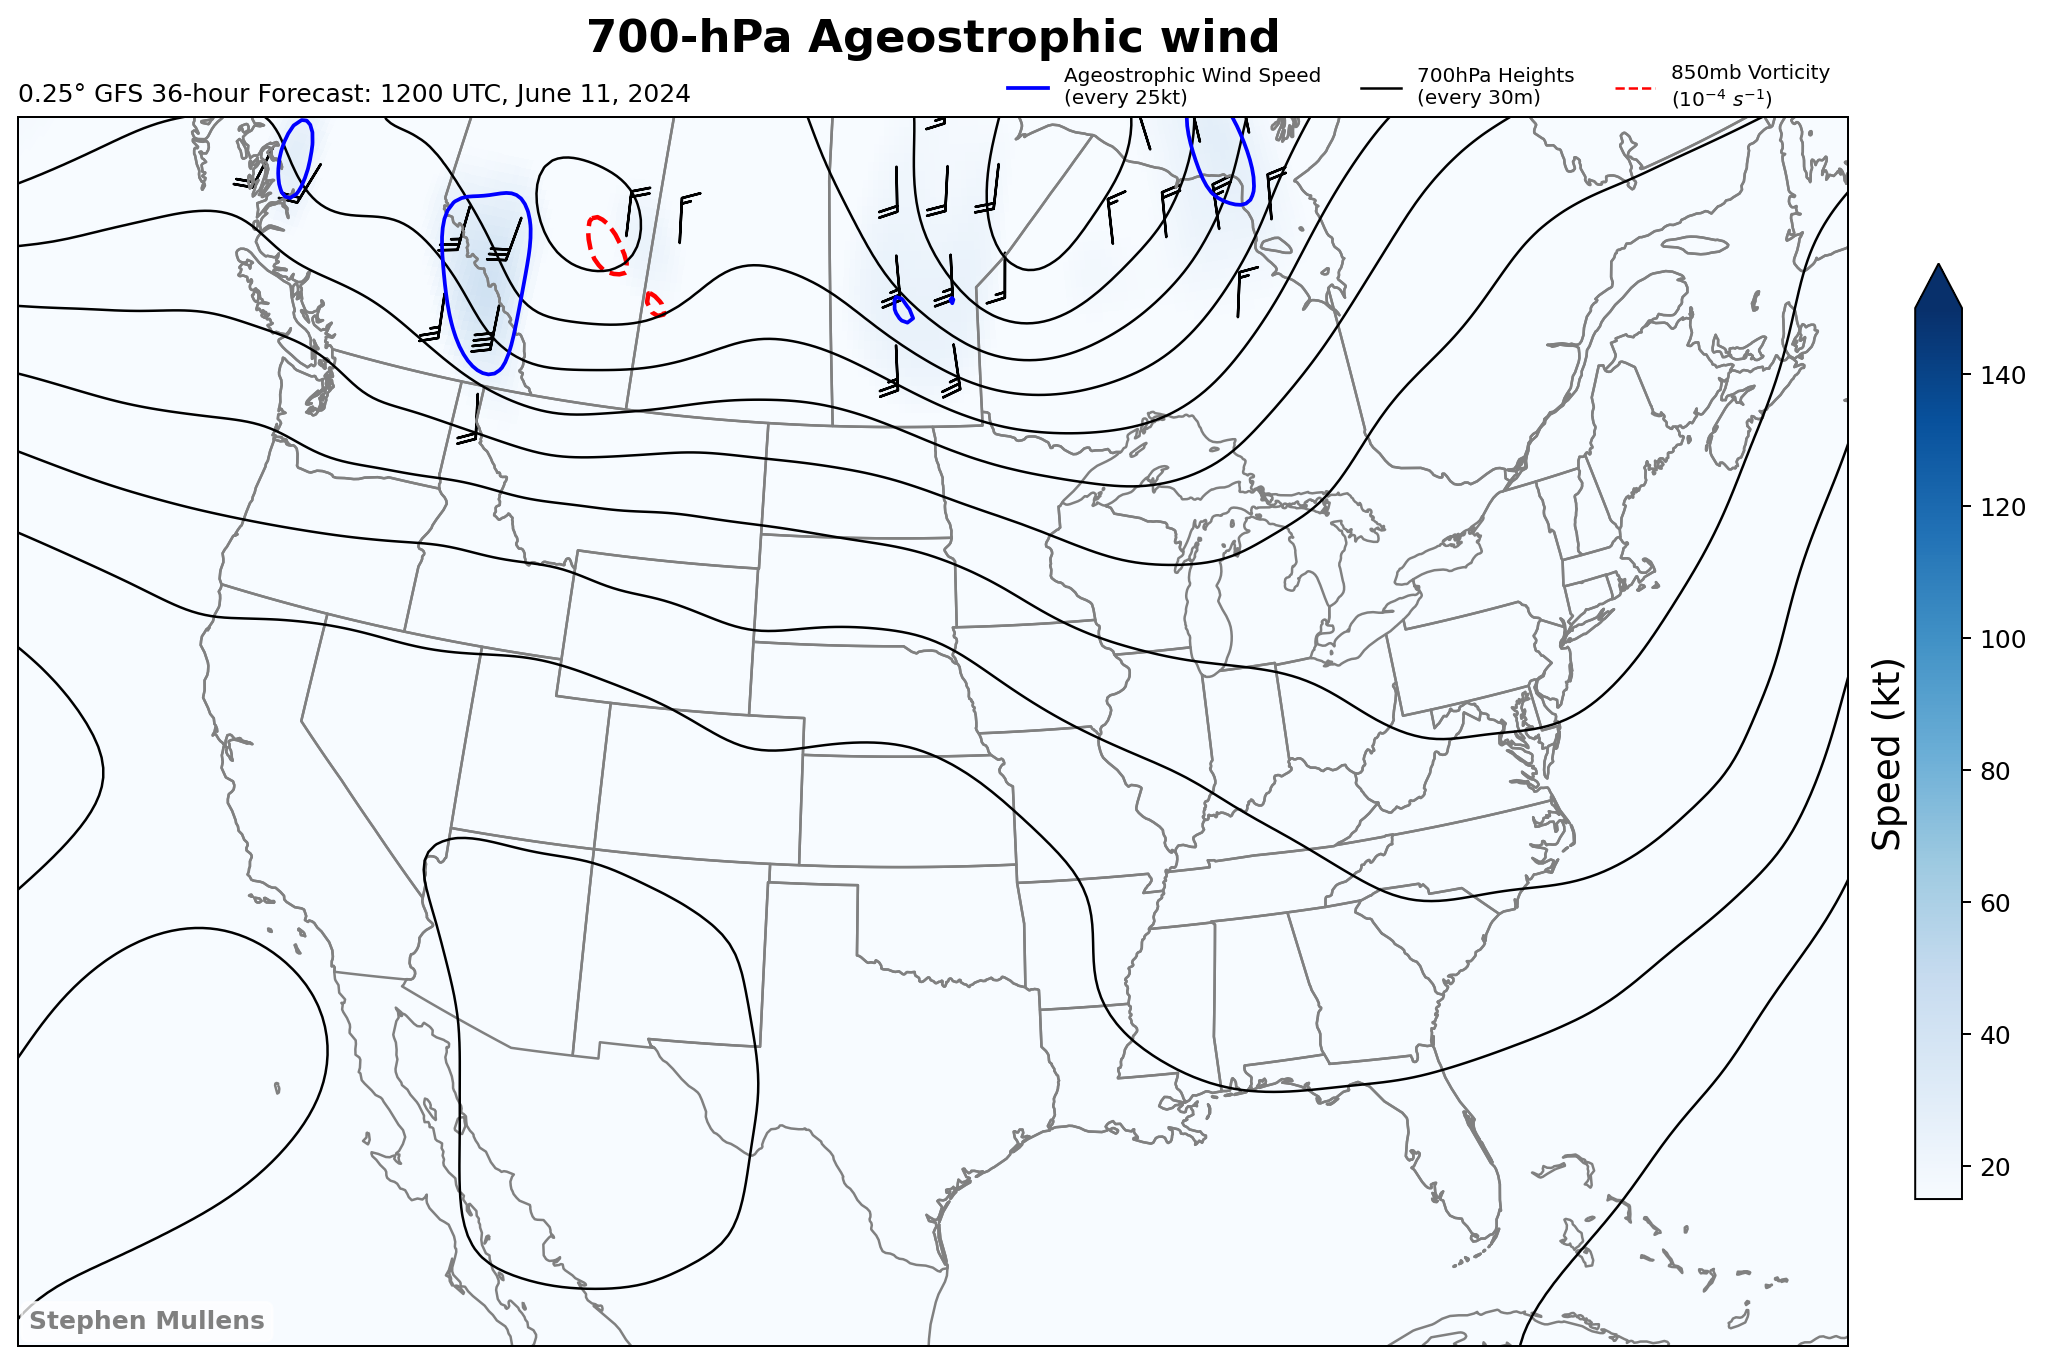 700-hPa Ageostrophic wind
0.25° GFS 36-hour Forecast: 1200 UTC, June 11, 2024
Ageostrophic Wind Speed
(every 25kt)
700hPa Heights
(every 30m)
850mb Vorticity
(10⁻⁴ s⁻¹)
140
120
100
80
60
40
20
Speed (kt)
Stephen Mullens